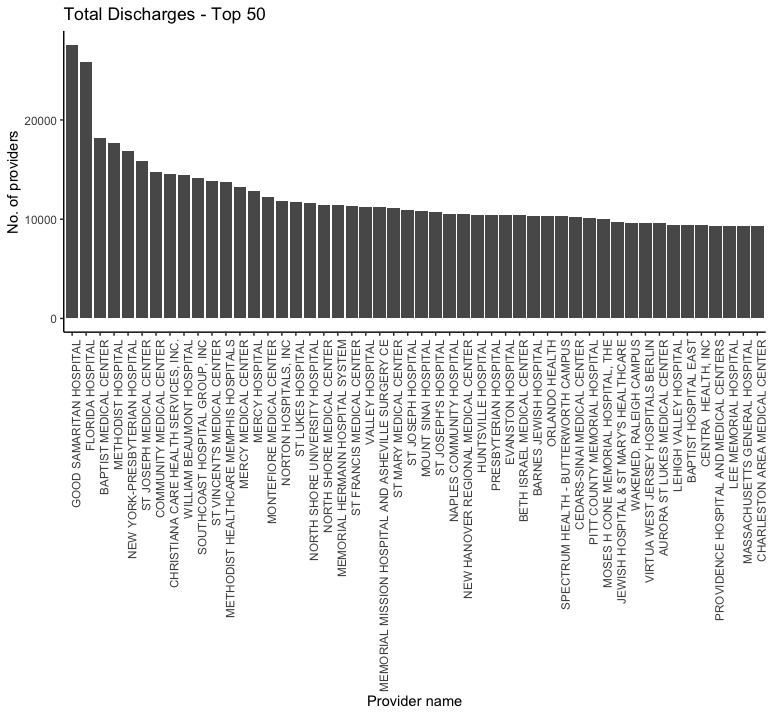 Total Discharges - Top 50
No. of providers
20000
10000
0
GOOD SAMARITAN HOSPITAL
FLORIDA HOSPITAL
BAPTIST MEDICAL CENTER
METHODIST HOSPITAL
NEW YORK-PRESBYTERIAN HOSPITAL
ST JOSEPH MEDICAL CENTER
COMMUNITY MEDICAL CENTER
CHRISTIANA CARE HEALTH SERVICES, INC.
WILLIAM BEAUMONT HOSPITAL
SOUTHCOAST HOSPITAL GROUP, INC
ST VINCENTS MEDICAL CENTER
METHODIST HEALTHCARE MEMPHIS HOSPITALS
MERCY MEDICAL CENTER
MERCY HOSPITAL
MONTEFIORE MEDICAL CENTER
NORTON HOSPITALS, INC
ST LUKES HOSPITAL
NORTH SHORE UNIVERSITY HOSPITAL
NORTH SHORE MEDICAL CENTER
MEMORIAL HERMANN HOSPITAL SYSTEM
ST FRANCIS MEDICAL CENTER
VALLEY HOSPITAL
MEMORIAL MISSION HOSPITAL AND ASHEVILLE SURGERY CE
ST MARY MEDICAL CENTER
ST JOSEPH HOSPITAL
MOUNT SINAI HOSPITAL
ST JOSEPH'S HOSPITAL
NAPLES COMMUNITY HOSPITAL
NEW HANOVER REGIONAL MEDICAL CENTER
HUNTSVILLE HOSPITAL
PRESBYTERIAN HOSPITAL
EVANSTON HOSPITAL
BETH ISRAEL MEDICAL CENTER
BARNES JEWISH HOSPITAL
ORLANDO HEALTH
SPECTRUM HEALTH - BUTTERWORTH CAMPUS
CEDARS-SINAI MEDICAL CENTER
PITT COUNTY MEMORIAL HOSPITAL
MOSES H CONE MEMORIAL HOSPITAL, THE
JEWISH HOSPITAL & ST MARY'S HEALTHCARE
WAKEMED, RALEIGH CAMPUS
VIRTUA WEST JERSEY HOSPITALS BERLIN
AURORA ST LUKES MEDICAL CENTER
LEHIGH VALLEY HOSPITAL
BAPTIST HOSPITAL EAST
CENTRA HEALTH, INC
PROVIDENCE HOSPITAL AND MEDICAL CENTERS
LEE MEMORIAL HOSPITAL
MASSACHUSETTS GENERAL HOSPITAL
CHARLESTON AREA MEDICAL CENTER
Provider name